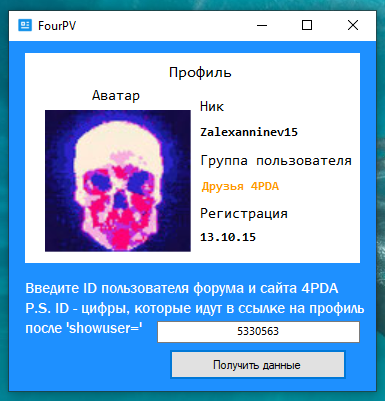 FourPV
Профиль
Аватар
Ник
Zalexanninev15
Группа пользователя
Друзья 4PDA
Регистрация
13.10.15
Введите ID пользователя форума и сайта 4PDA
P.S. ID - цифры, которые идут в ссылке на профиль
после 'showuser='
5330563
Получить данные